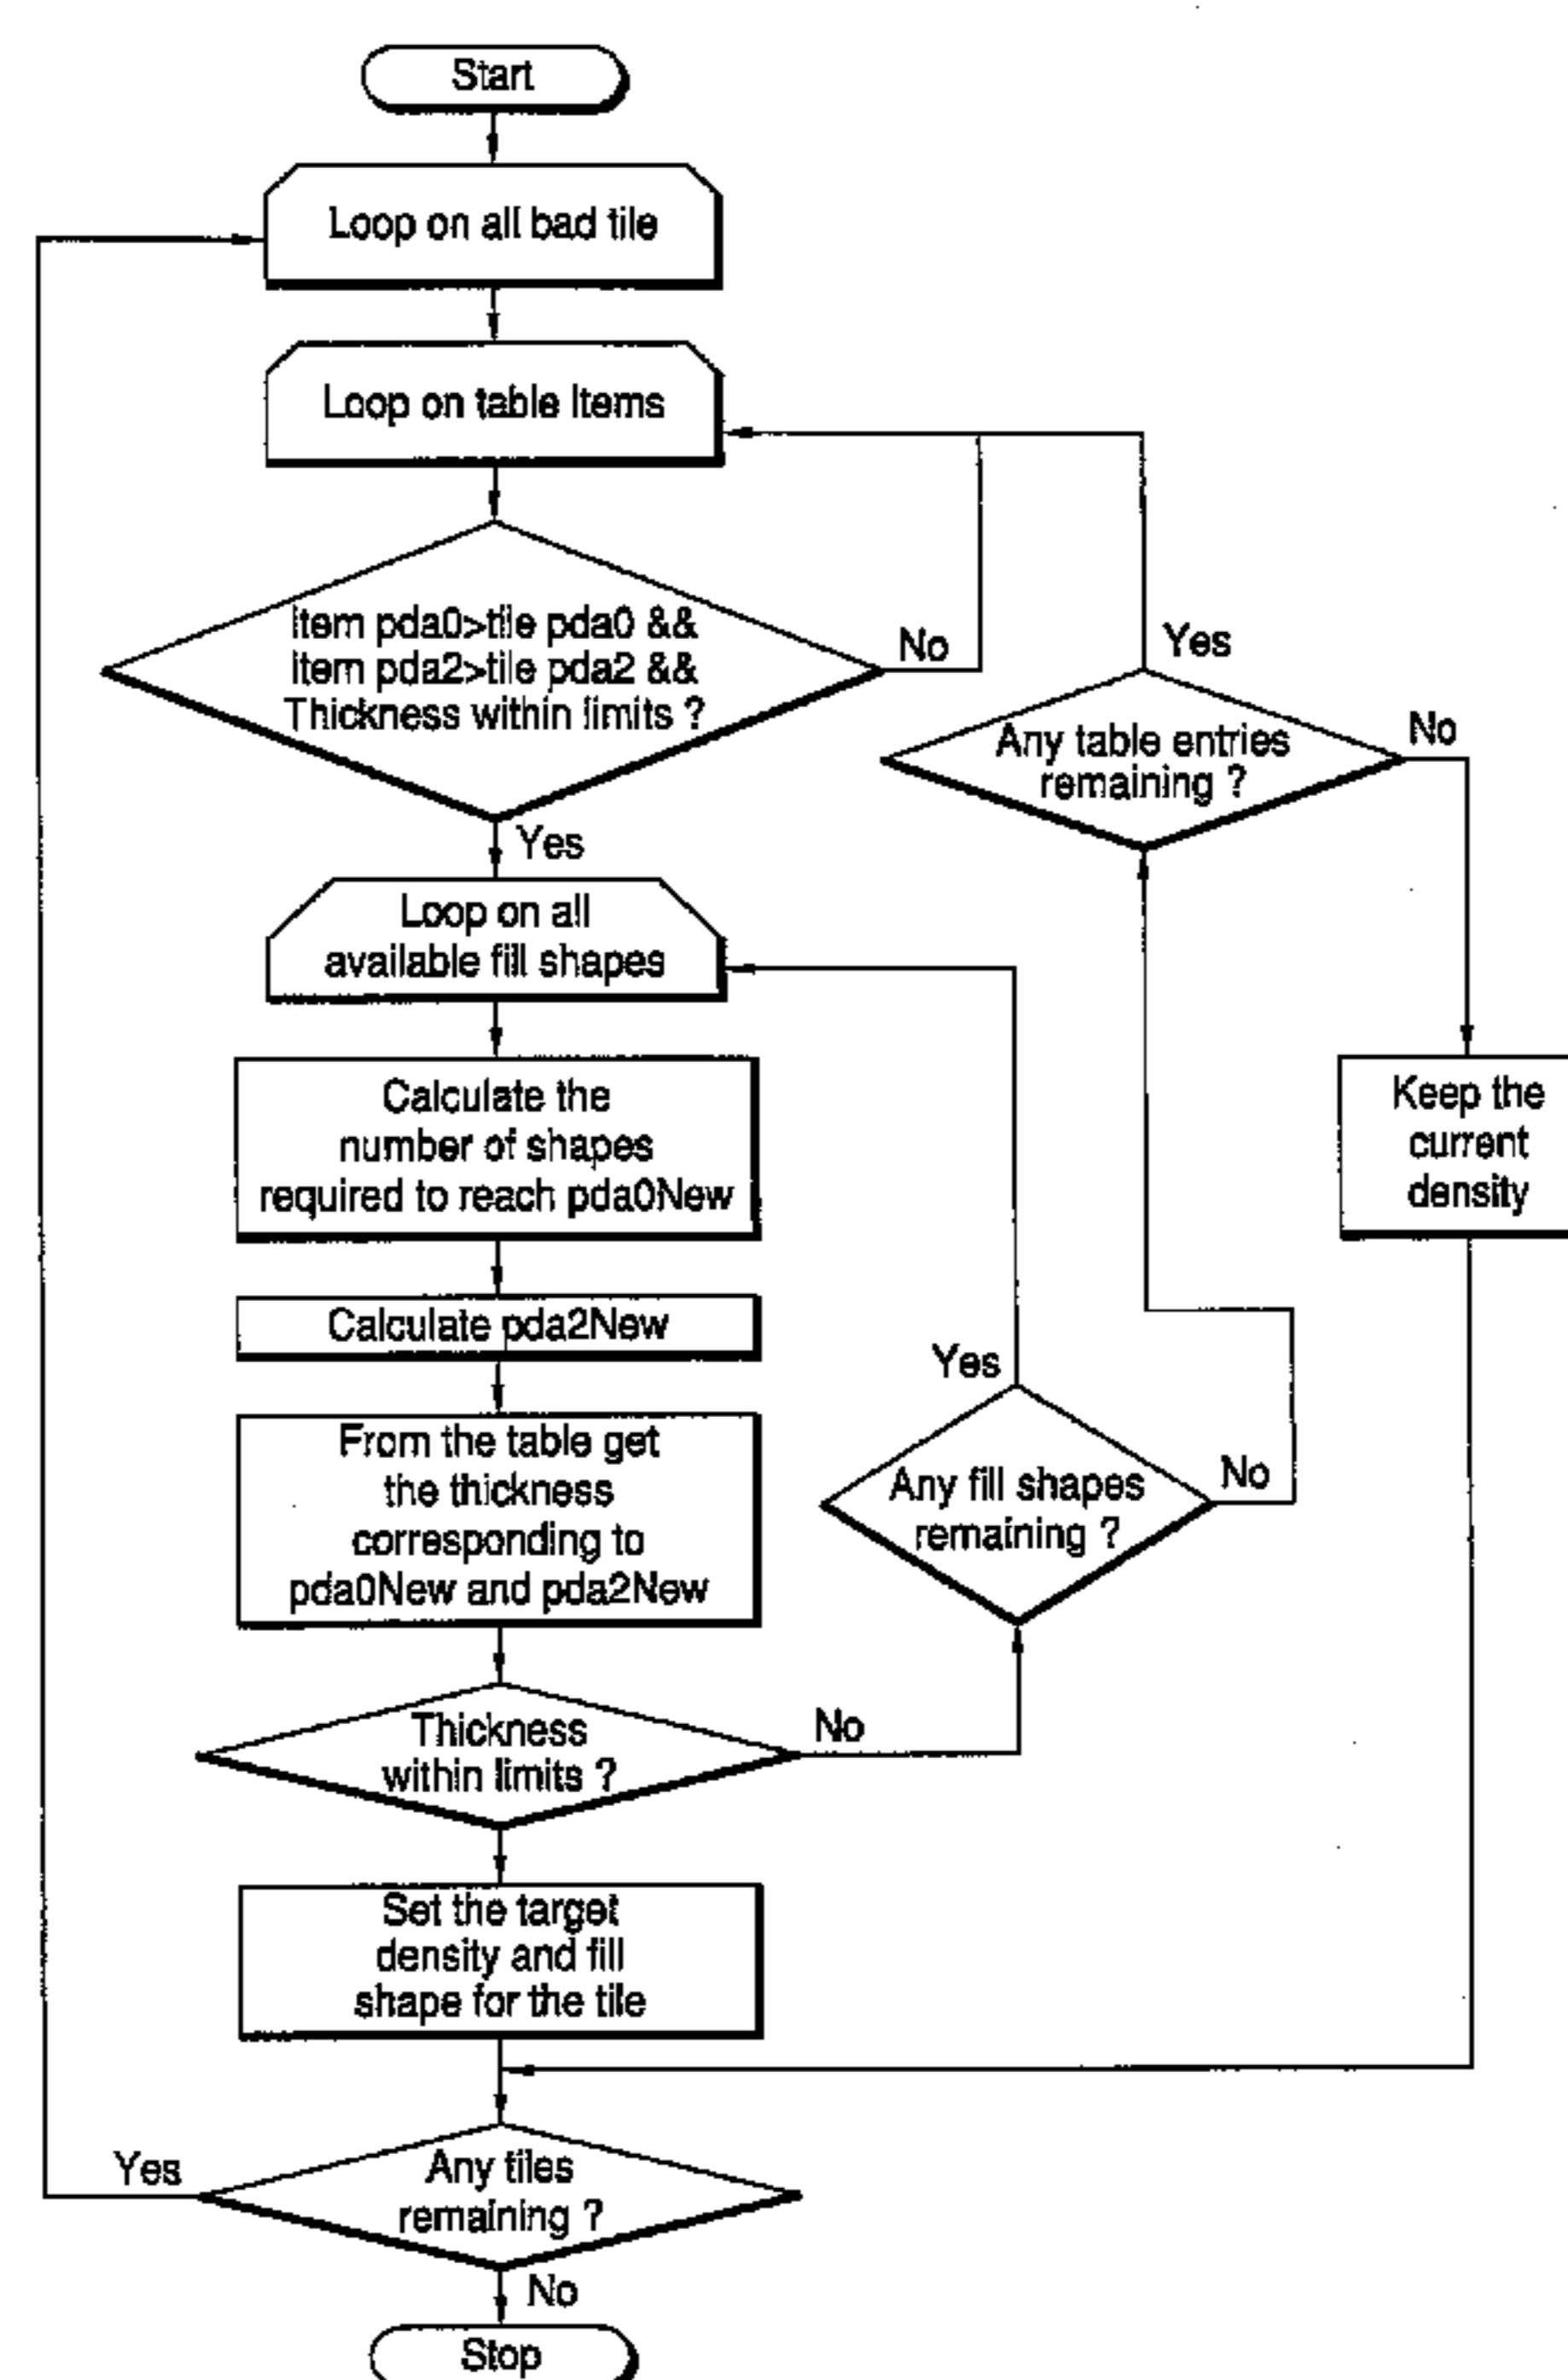 Start
Loop on all bad tile
Loop on table Items
Item pda0>tile pda0 &&
Item pda2>tile pda2 &&
Thickness within limits ?
No
Yes
Any table entries
remaining ?
Yes
No
Loop on all
available fill shapes
Calculate the
number of shapes
required to reach pda0New
Keep the
current
density
Calculate pda2New
From the table get
the thickness
corresponding to
pda0New and pda2New
Yes
Any fill shapes
remaining ?
No
Thickness
within limits ?
No
Set the target
density and fill
shape for the tile
Any tiles
remaining ?
Yes
No
Stop